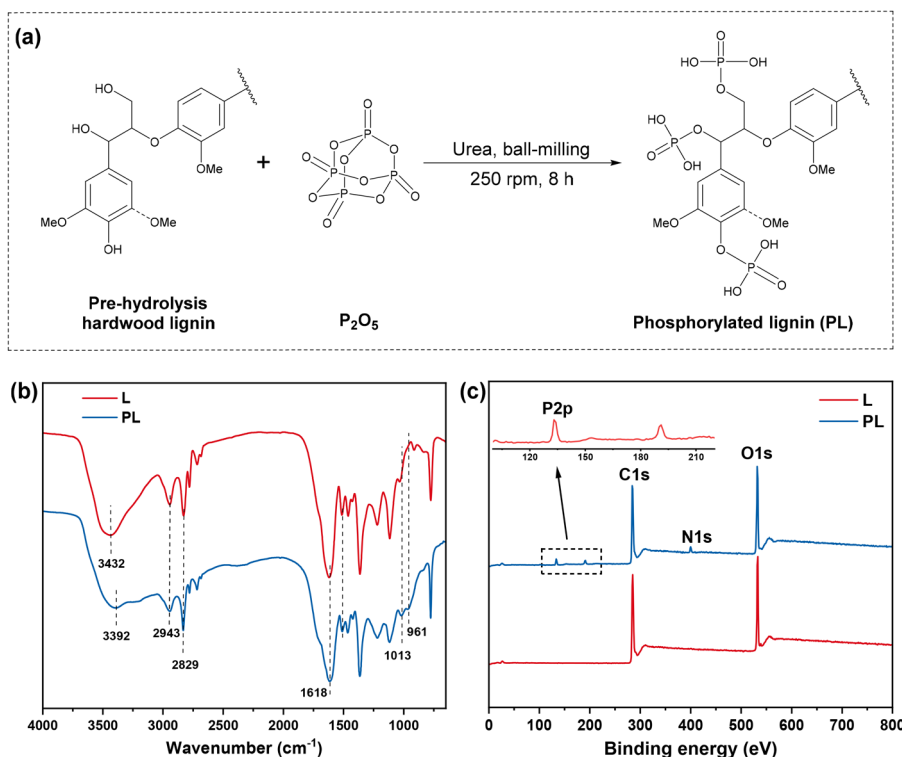 (a)
HO
HO
O
MeO
OMe
OMe
OH
Pre-hydrolysis
hardwood lignin
+
O
O
O
O
O
O
O
O
O
O
P
P
P
P
P₂O₅
Urea, ball-milling
250 rpm, 8 h
O
HO P OH
O
HO
O
P
O
OH
O
OMe
MeO
OMe
O
OH
P
HO
O
Phosphorylated lignin (PL)
(b)
L
PL
3432
3392
2943
2829
1618
1013
961
4000 3500 3000 2500 2000 1500 1000
Wavenumber (cm⁻¹)
(c)
L
PL
P2p
120 150 190 210
C1s
O1s
N1s
0 100 200 300 400 500 600 700 800
Binding energy (eV)